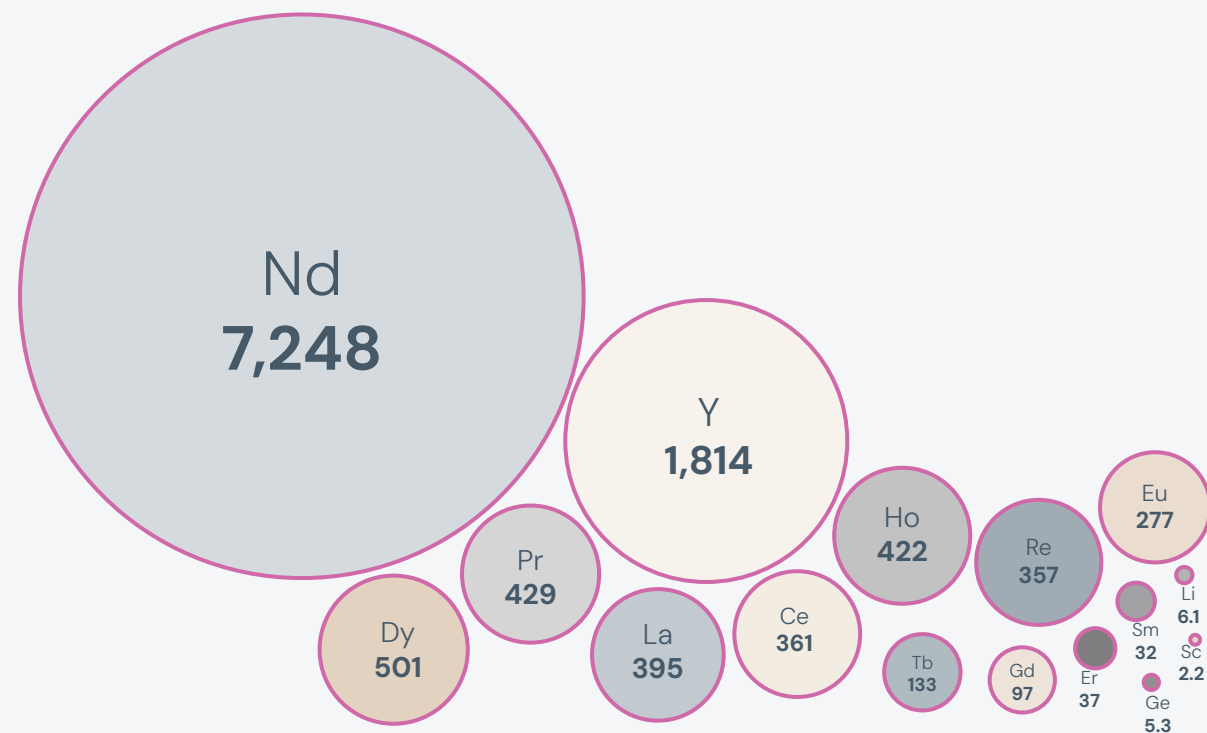 Nd
7,248
Y
1,814
Eu
277
Ho
422
Re
357
Pr
429
Li
6.1
Ce
361
Dy
501
La
395
Sm
32
Sc
2.2
Tb
133
Gd
97
Er
37
Ge
5.3